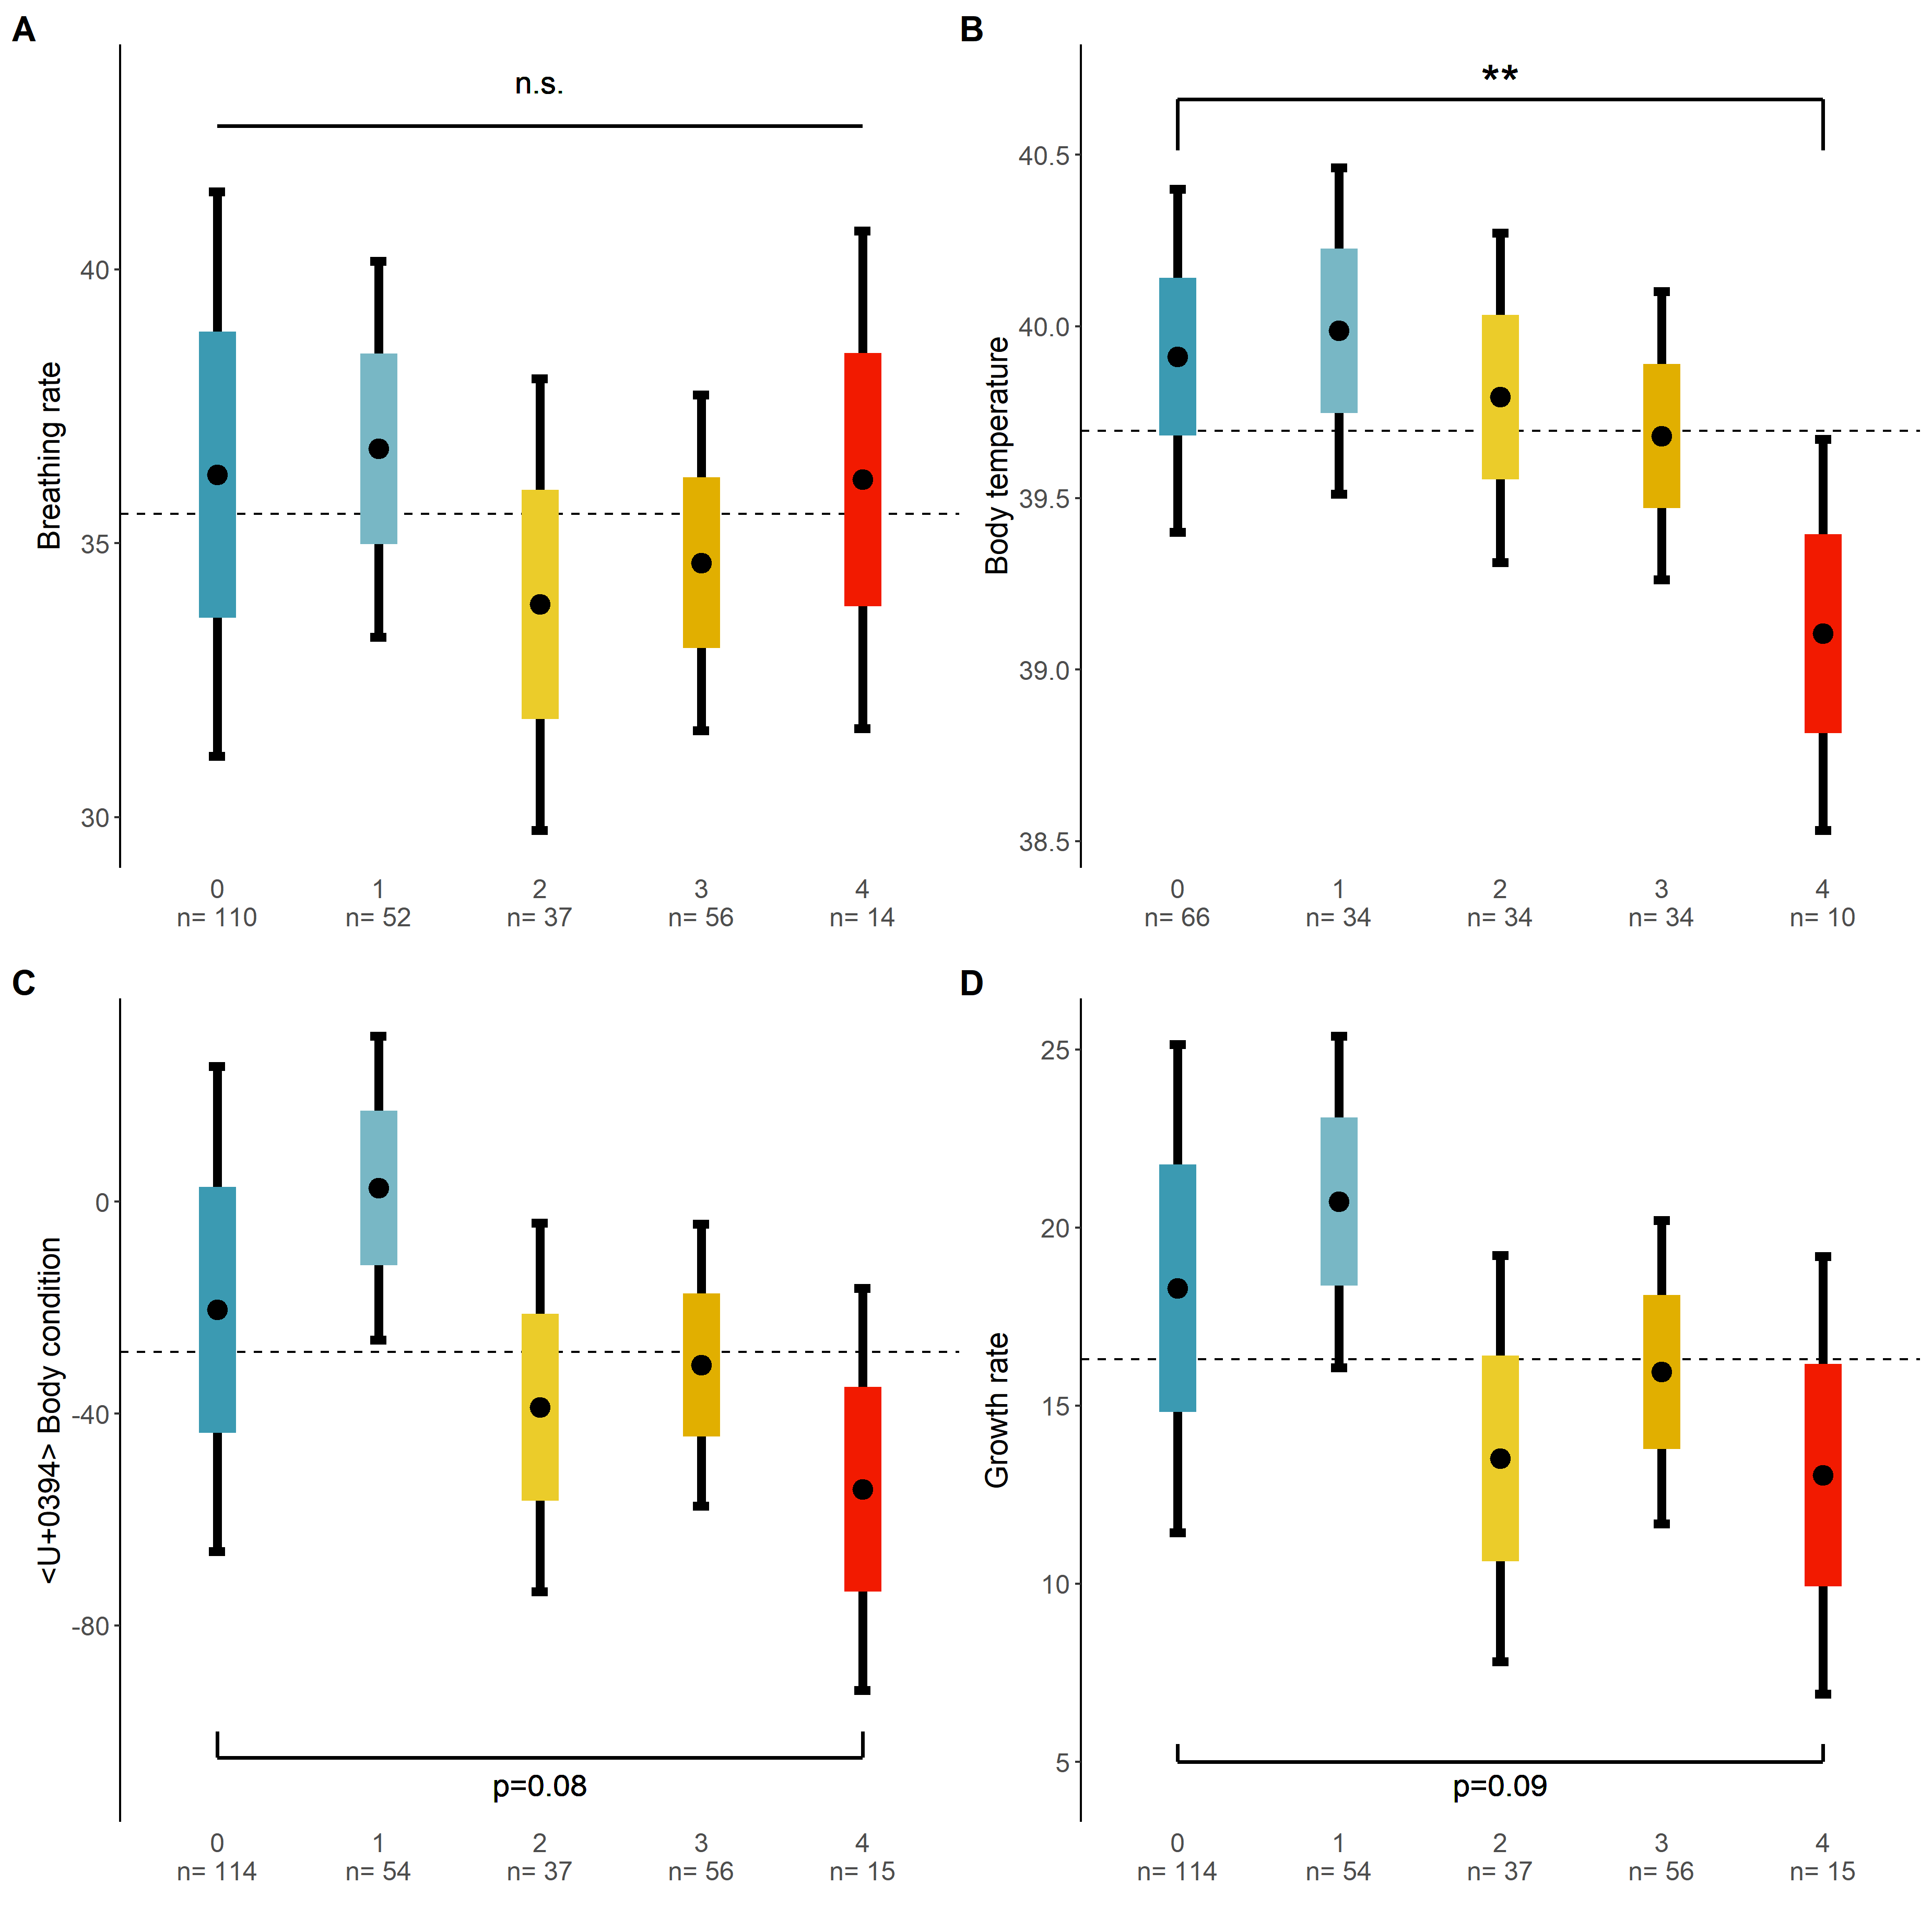 A
n.s.
Breathing rate
40
35
30
0 1 2 3 4
n= 110 n= 52 n= 37 n= 56 n= 14
B
**
Body temperature
40.5
40.0
39.5
39.0
38.5
0 1 2 3 4
n= 66 n= 34 n= 34 n= 34 n= 10
C
<U+0394> Body condition
0
-40
-80
p=0.08
0 1 2 3 4
n= 114 n= 54 n= 37 n= 56 n= 15
D
Growth rate
25
20
15
10
5
p=0.09
0 1 2 3 4
n= 114 n= 54 n= 37 n= 56 n= 15